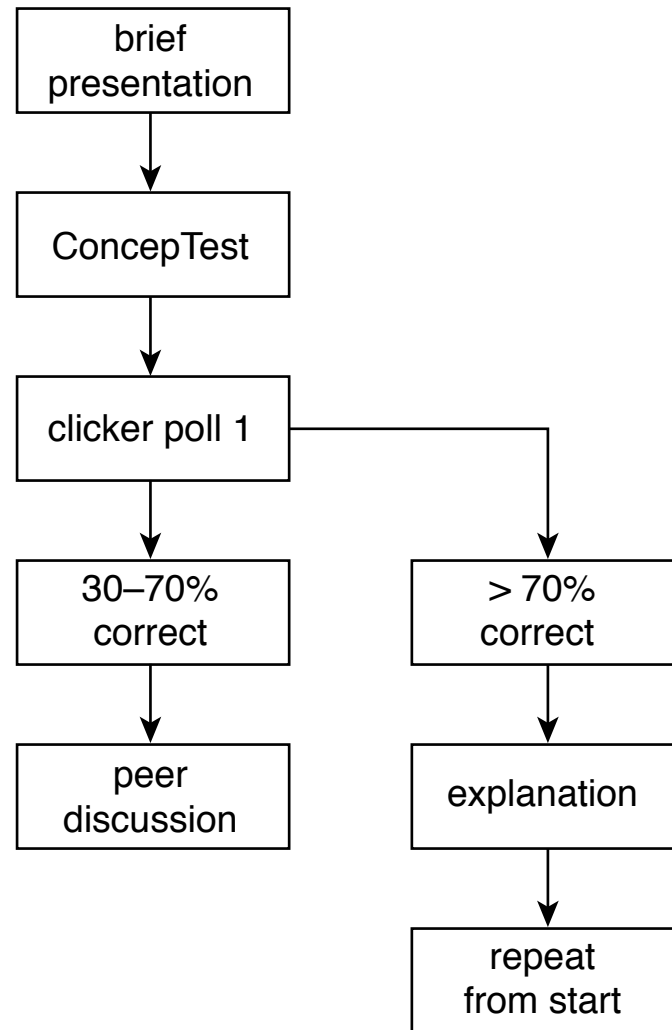 brief
presentation
ConcepTest
clicker poll 1
30–70%
correct
> 70%
correct
peer
discussion
explanation
repeat
from start